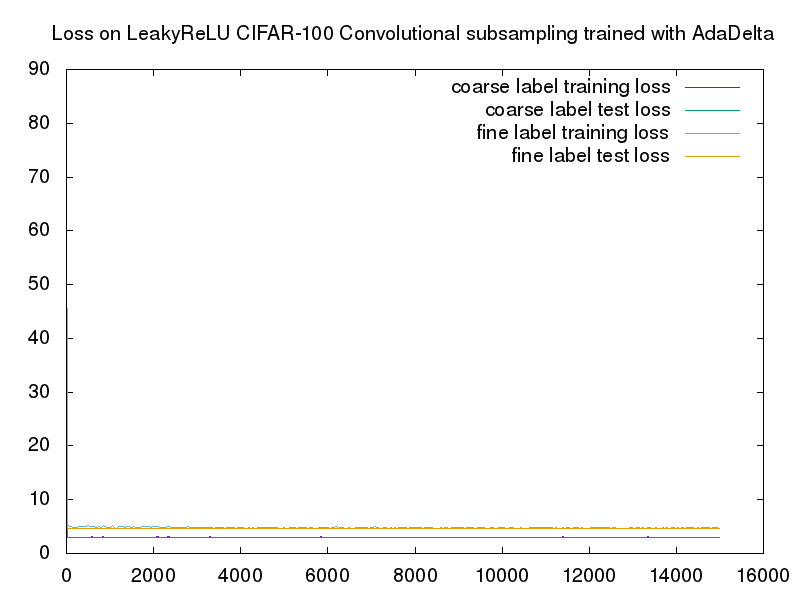 Loss on LeakyReLU CIFAR-100 Convolutional subsampling trained with AdaDelta
90
coarse label training loss
coarse label test loss
fine label training loss
fine label test loss
80
70
60
50
40
30
20
10
0
0 2000 4000 6000 8000 10000 12000 14000 16000